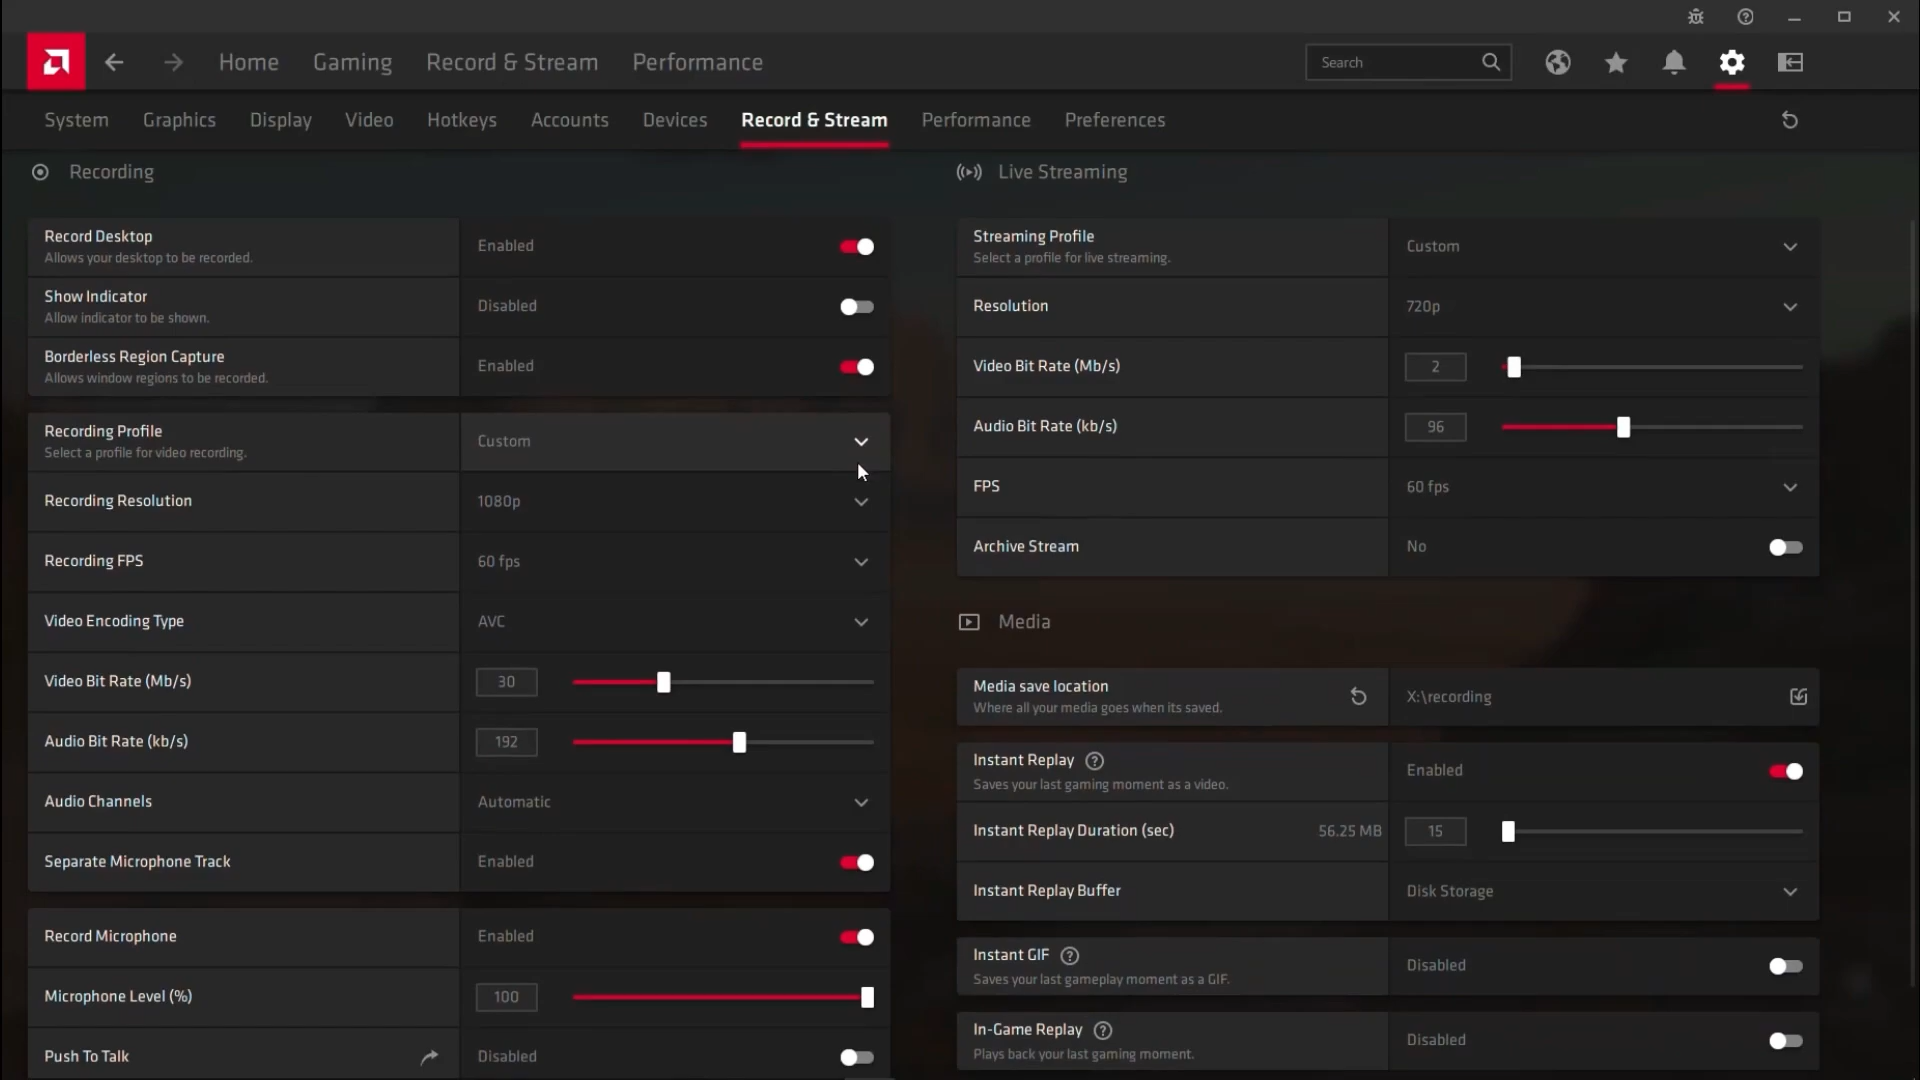 Home
Gaming
Record & Stream
Performance
Search
System
Graphics
Display
Video
Hotkeys
Accounts
Devices
Record & Stream
Performance
Preferences
Recording
Record Desktop
Allows your desktop to be recorded.
Enabled
Show Indicator
Allow indicator to be shown.
Disabled
Borderless Region Capture
Allows window regions to be recorded.
Enabled
Recording Profile
Select a profile for video recording.
Custom
Recording Resolution
1080p
Recording FPS
60 fps
Video Encoding Type
AVC
Video Bit Rate (Mb/s)
30
Audio Bit Rate (kb/s)
192
Audio Channels
Automatic
Separate Microphone Track
Enabled
Record Microphone
Enabled
Microphone Level (%)
100
Push To Talk
Disabled
Live Streaming
Streaming Profile
Select a profile for live streaming.
Custom
Resolution
720p
Video Bit Rate (Mb/s)
2
Audio Bit Rate (kb/s)
96
FPS
60 fps
Archive Stream
No
Media
Media save location
Where all your media goes when its saved.
X:\recording
Instant Replay
Saves your last gaming moment as a video.
Enabled
Instant Replay Duration (sec)
56.25 MB
15
Instant Replay Buffer
Disk Storage
Instant GIF
Saves your last gameplay moment as a GIF.
Disabled
In-Game Replay
Plays back your last gaming moment.
Disabled